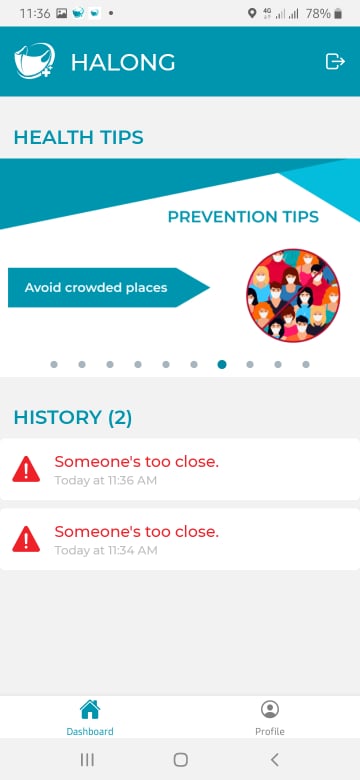 11:36
4G
78%
HALONG
HEALTH TIPS
PREVENTION TIPS
Avoid crowded places
HISTORY (2)
Someone's too close.
Today at 11:36 AM
Someone's too close.
Today at 11:34 AM
Dashboard
Profile